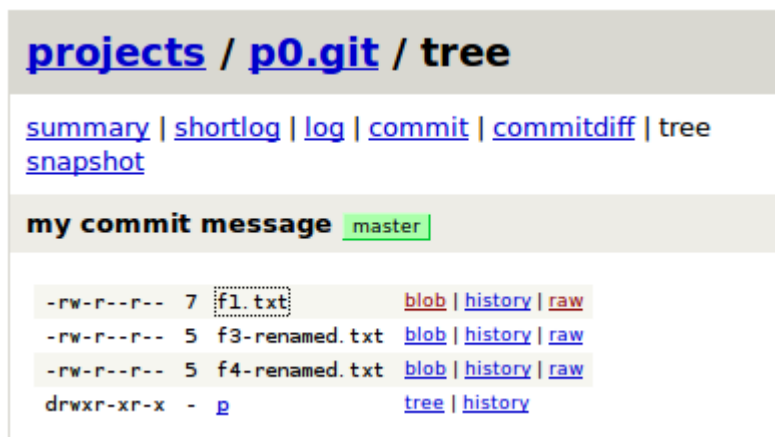 projects / p0.git / tree
summary | shortlog | log | commit | commitdiff | tree
snapshot
my commit message master
-rw-r--r-- 7 f1.txt blob | history | raw
-rw-r--r-- 5 f3-renamed.txt blob | history | raw
-rw-r--r-- 5 f4-renamed.txt blob | history | raw
drwxr-xr-x - p tree | history